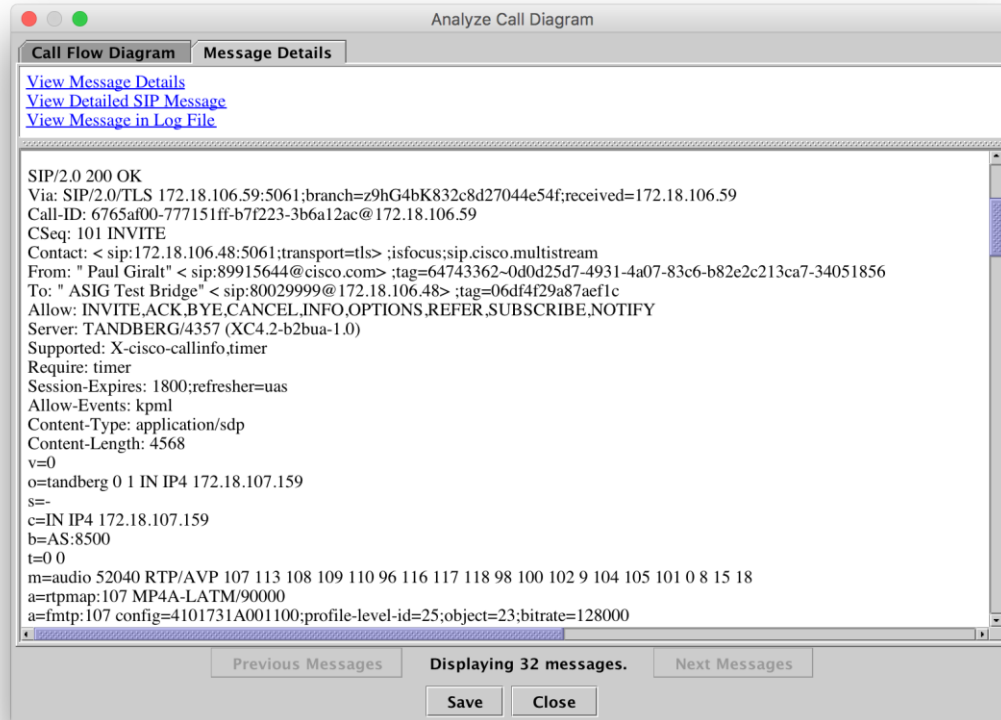 Analyze Call Diagram
Call Flow Diagram Message Details
View Message Details
View Detailed SIP Message
View Message in Log File
SIP/2.0 200 OK
Via: SIP/2.0/TLS 172.18.106.59:5061;branch=z9hG4bK832c8d27044e54f;received=172.18.106.59
Call-ID: 6765af00-777151ff-b7f223-3b6a12ac@172.18.106.59
CSeq: 101 INVITE
Contact: < sip:172.18.106.48:5061;transport=tls> ;isfocus;sip.cisco.multistream
From: " Paul Giralt" < sip:89915644@cisco.com> ;tag=64743362~0d0d25d7-4931-4a07-83c6-b82e2c213ca7-34051856
To: " ASIG Test Bridge" < sip:80029999@172.18.106.48> ;tag=06df4f29a87aef1c
Allow: INVITE,ACK,BYE,CANCEL,INFO,OPTIONS,REFER,SUBSCRIBE,NOTIFY
Server: TANDBERG/4357 (XC4.2-b2bua-1.0)
Supported: X-cisco-callinfo,timer
Require: timer
Session-Expires: 1800;refresher=uas
Allow-Events: kpml
Content-Type: application/sdp
Content-Length: 4568
v=0
o=tandberg 0 1 IN IP4 172.18.107.159
s=-
c=IN IP4 172.18.107.159
b=AS:8500
t=0 0
m=audio 52040 RTP/AVP 107 113 108 109 110 96 116 117 118 98 100 102 9 104 105 101 0 8 15 18
a=rtpmap:107 MP4A-LATM/90000
a=fmtp:107 config=4101731A001100;profile-level-id=25;object=23;bitrate=128000
Previous Messages Displaying 32 messages. Next Messages
Save Close